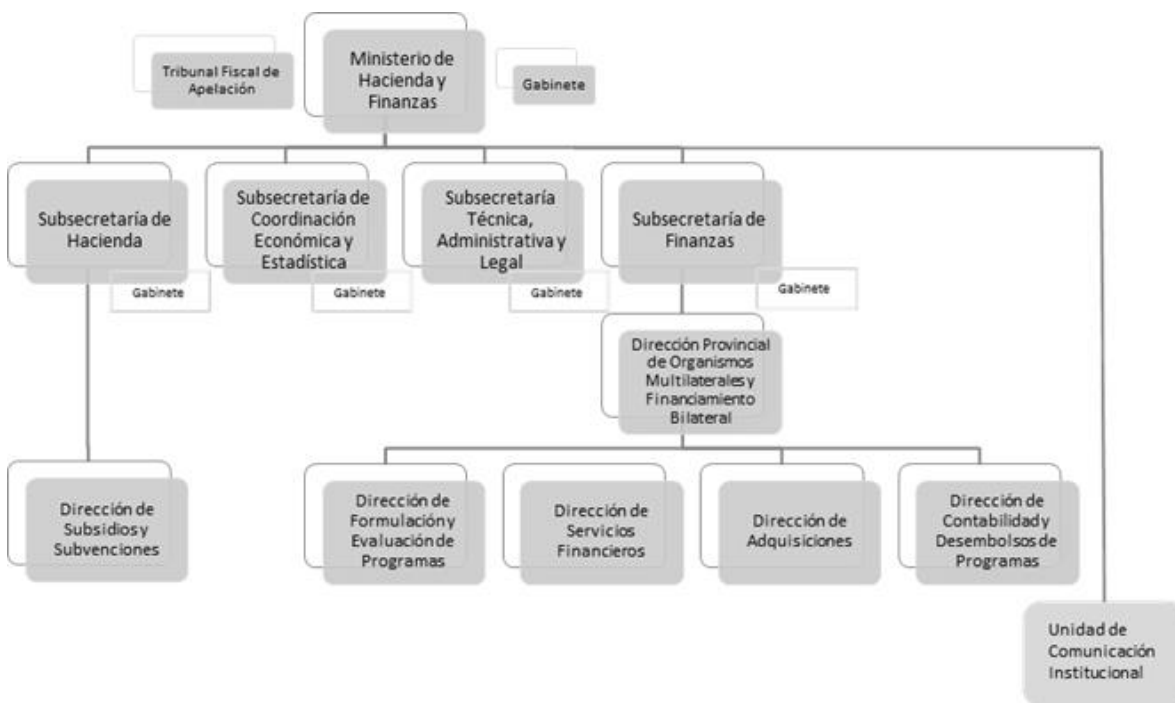 Tribunal Fiscal de
Apelación
Ministerio de
Hacienda y
Finanzas
Gabinete
Subsecretaría de
Hacienda
Gabinete
Subsecretaría de
Coordinación
Económica y
Estadística
Gabinete
Subsecretaría
Técnica,
Administrativa y
Legal
Gabinete
Subsecretaría de
Finanzas
Gabinete
Dirección Provincial
de Organismos
Multilaterales y
Financiamiento
Bilateral
Dirección de
Subsidios y
Subvenciones
Dirección de
Formulación y
Evaluación de
Programas
Dirección de
Servicios
Financieros
Dirección de
Adquisiciones
Dirección de
Contabilidad y
Desembolsos de
Programas
Unidad de
Comunicación
Institucional